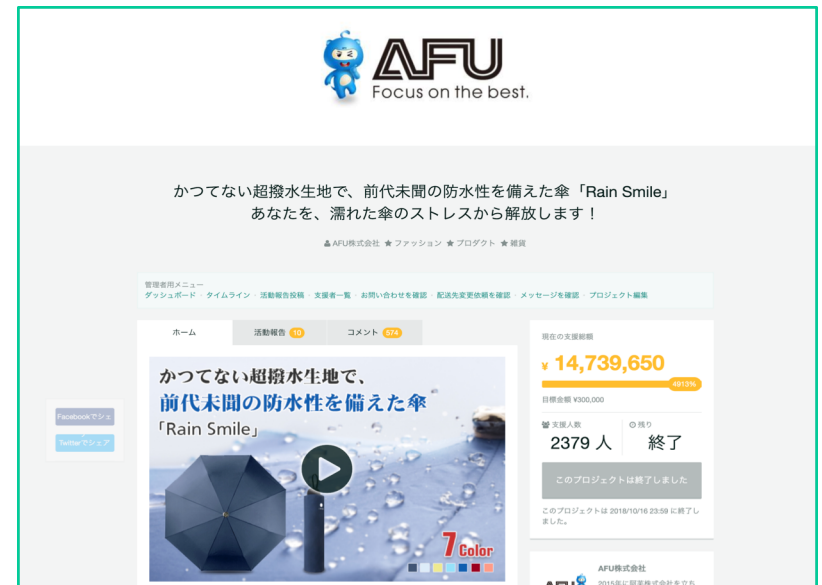 AFU
Focus on the best.
かつてない超撥水生地で、前代未聞の防水性を備えた傘「Rain Smile」
あなたを、濡れた傘のストレスから解放します！
AFU株式会社 ファッション プロダクト 雑貨
管理者用メニュー
ダッシュボード · タイムライン · 活動報告投稿 · 支援者一覧 · お問い合わせを確認 · 配送先変更依頼を確認 · メッセージを確認 · プロジェクト編集
ホーム 活動報告 19 コメント 574
かつてない超撥水生地で、
前代未聞の防水性を備えた傘
「Rain Smile」
7 Color
Facebookでシェ
Twitterでシェア
現在の支援総額
¥ 14,739,650
4913%
目標金額 ¥300,000
支援人数 残り
2379 人 終了
このプロジェクトは終了しました
このプロジェクトは 2018/10/16 23:59 に終了し
ました。
AFU株式会社